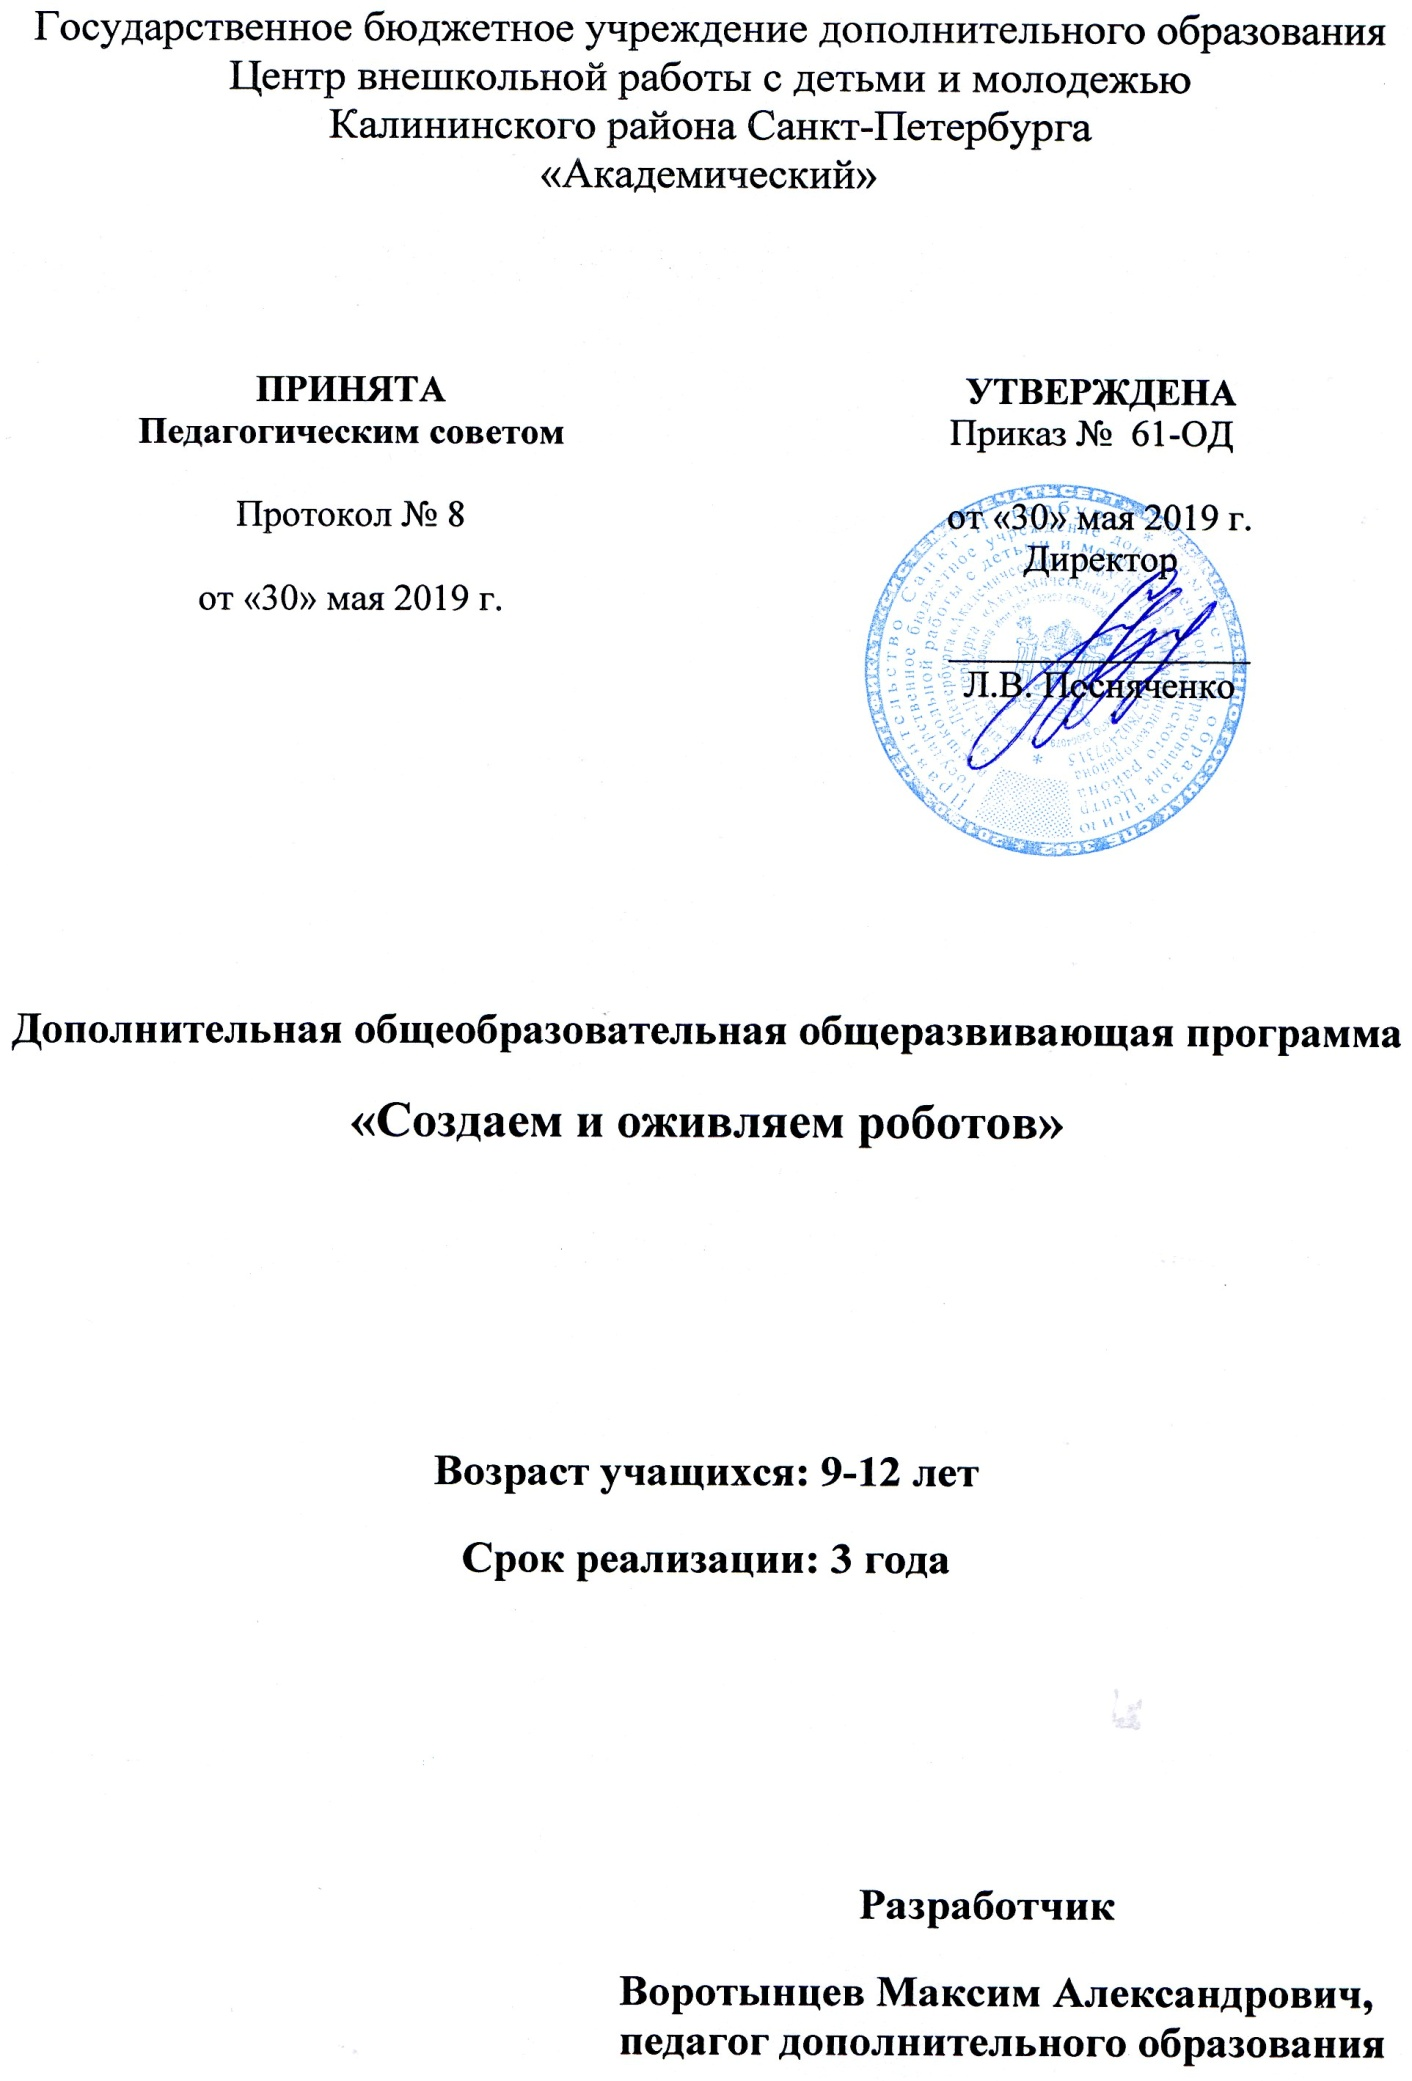 Государственное бюджетное учреждение дополнительного образования
Центр внешкольной работы с детьми и молодежью
Калининского района Санкт-Петербурга
«Академический»
ПРИНЯТА
Педагогическим советом
Протокол № 8
от «30» мая 2019 г.
УТВЕРЖДЕНА
Приказ № 61-ОД
от «30» мая 2019 г.
Директор
Л.В. Песняченко
Дополнительная общеобразовательная общеразвивающая программа
«Создаем и оживляем роботов»
Возраст учащихся: 9-12 лет
Срок реализации: 3 года
Разработчик
Воротынцев Максим Александрович,
педагог дополнительного образования